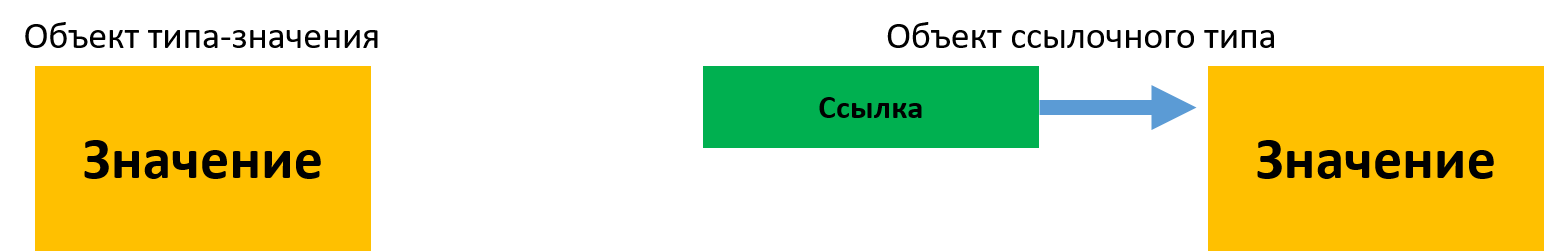 Объект типа-значения
Объект ссылочного типа
Ссылка
Значение
Значение